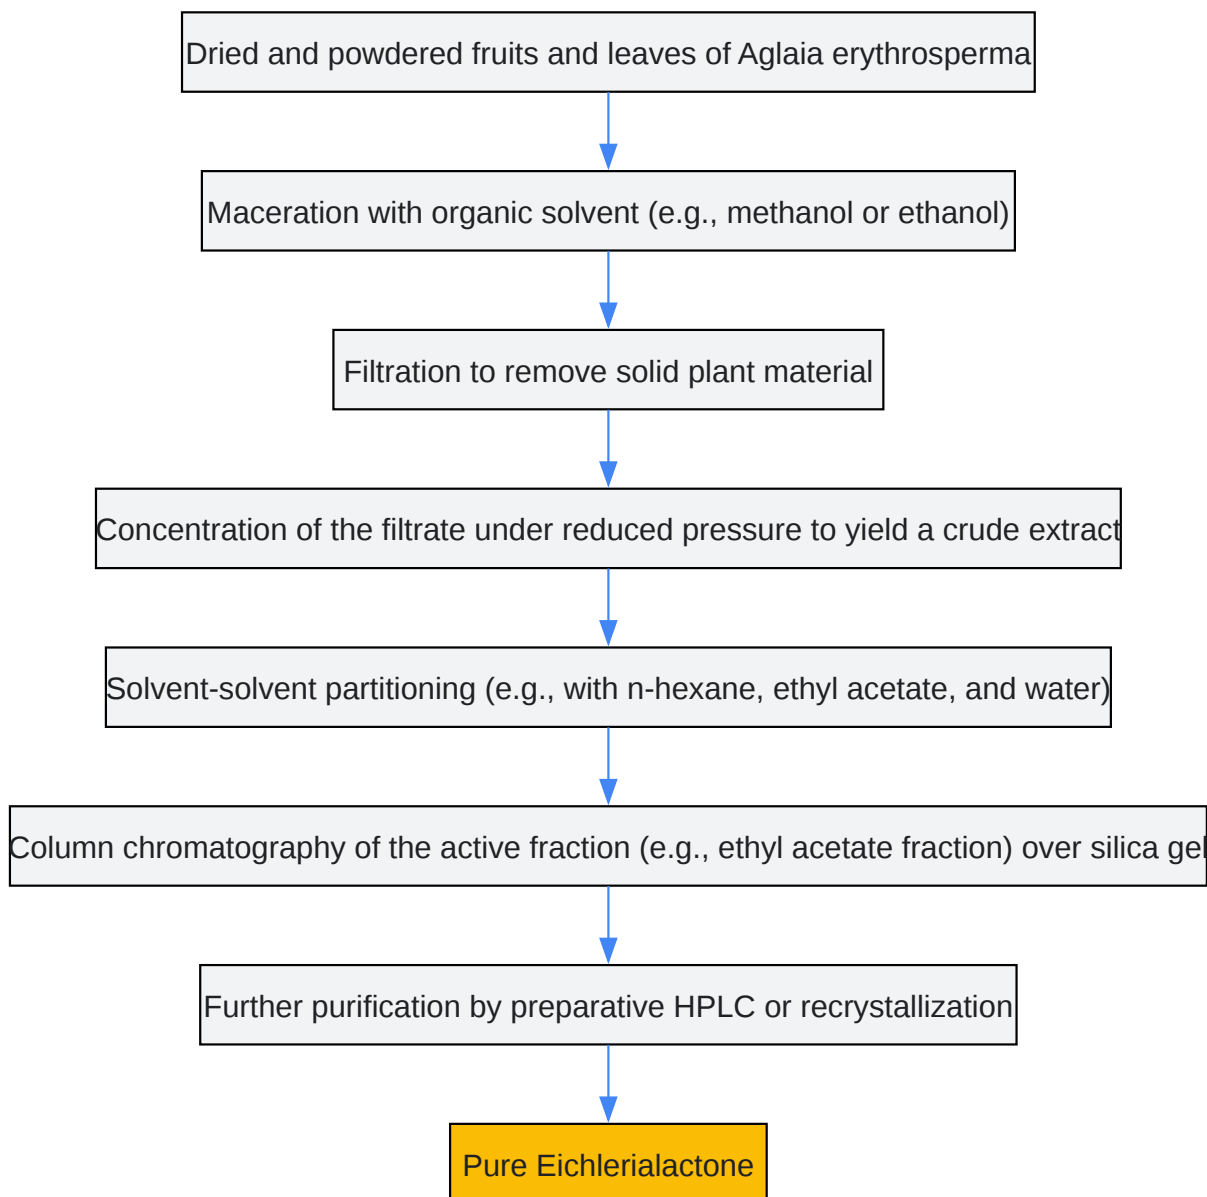 Dried and powdered fruits and leaves of Aglaia erythrosperma
Maceration with organic solvent (e.g., methanol or ethanol)
Filtration to remove solid plant material
Concentration of the filtrate under reduced pressure to yield a crude extract
Solvent-solvent partitioning (e.g., with n-hexane, ethyl acetate, and water)
Column chromatography of the active fraction (e.g., ethyl acetate fraction) over silica gel
Further purification by preparative HPLC or recrystallization
Pure Eichlerialactone